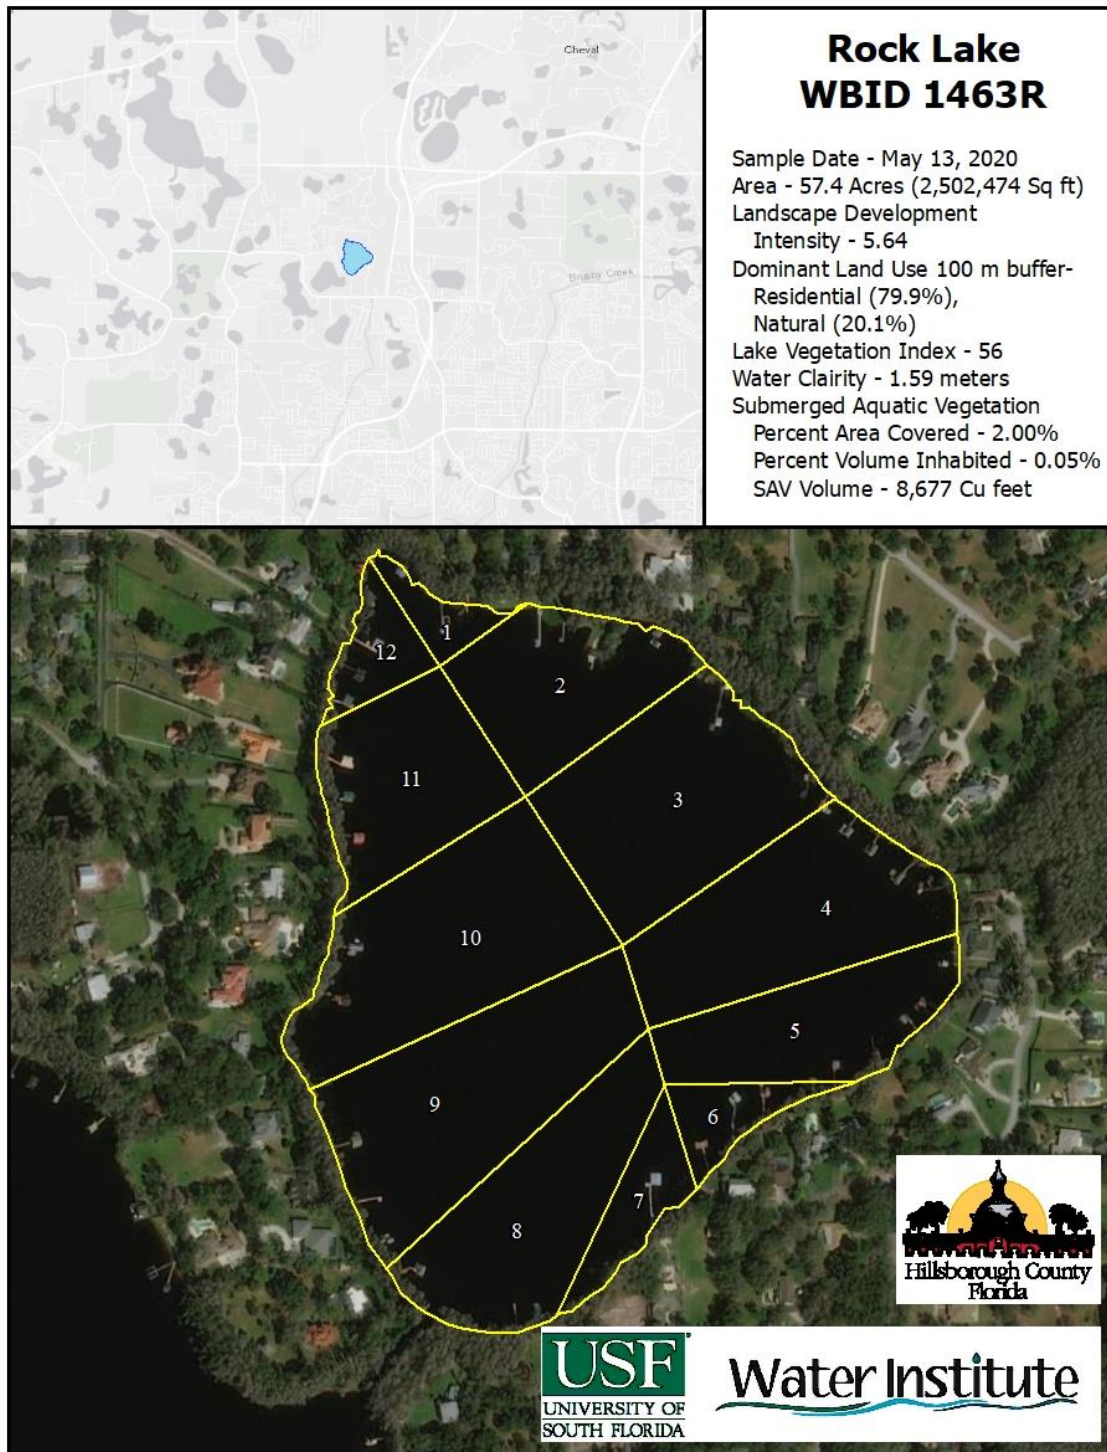 Cheval
Brushy Creek
Rock Lake
WBID 1463R
Sample Date - May 13, 2020
Area - 57.4 Acres (2,502,474 Sq ft)
Landscape Development
Intensity - 5.64
Dominant Land Use 100 m buffer-
Residential (79.9%),
Natural (20.1%)
Lake Vegetation Index - 56
Water Clairity - 1.59 meters
Submerged Aquatic Vegetation
Percent Area Covered - 2.00%
Percent Volume Inhabited - 0.05%
SAV Volume - 8,677 Cu feet
1
12
2
11
3
4
10
5
9
6
7
8
Hillsborough County
Florida
USF
UNIVERSITY OF
SOUTH FLORIDA
Water Institute